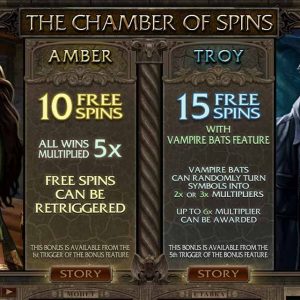 THE CHAMBER OF SPINS
AMBER
10 FREE
SPINS
ALL WINS
MULTIPLIED 5x
FREE SPINS
CAN BE
RETRIGGERED
THIS BONUS IS AVAILABLE FROM THE
1st TRIGGER OF THE BONUS FEATURE
STORY
TROY
15 FREE
SPINS
WITH
VAMPIRE BATS FEATURE
VAMPIRE BATS
CAN RANDOMLY TURN
SYMBOLS INTO
2x OR 3x MULTIPLIERS
UP TO 6x MULTIPLIER
CAN BE AWARDED
THIS BONUS IS AVAILABLE FROM THE
5th TRIGGER OF THE BONUS FEATURE
STORY